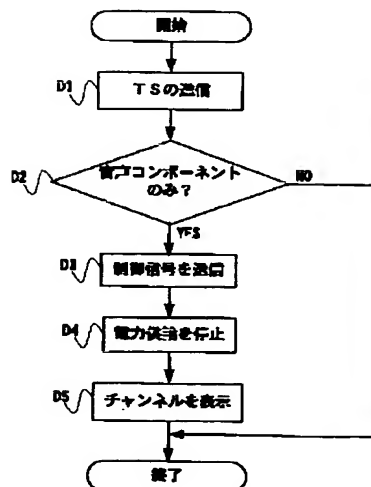 開始
D1
TSの送信
D2
音声コンポーネント
のみ?
NO
YES
D3
制御信号を送信
D4
電力供給を停止
D5
チャンネルを表示
終了